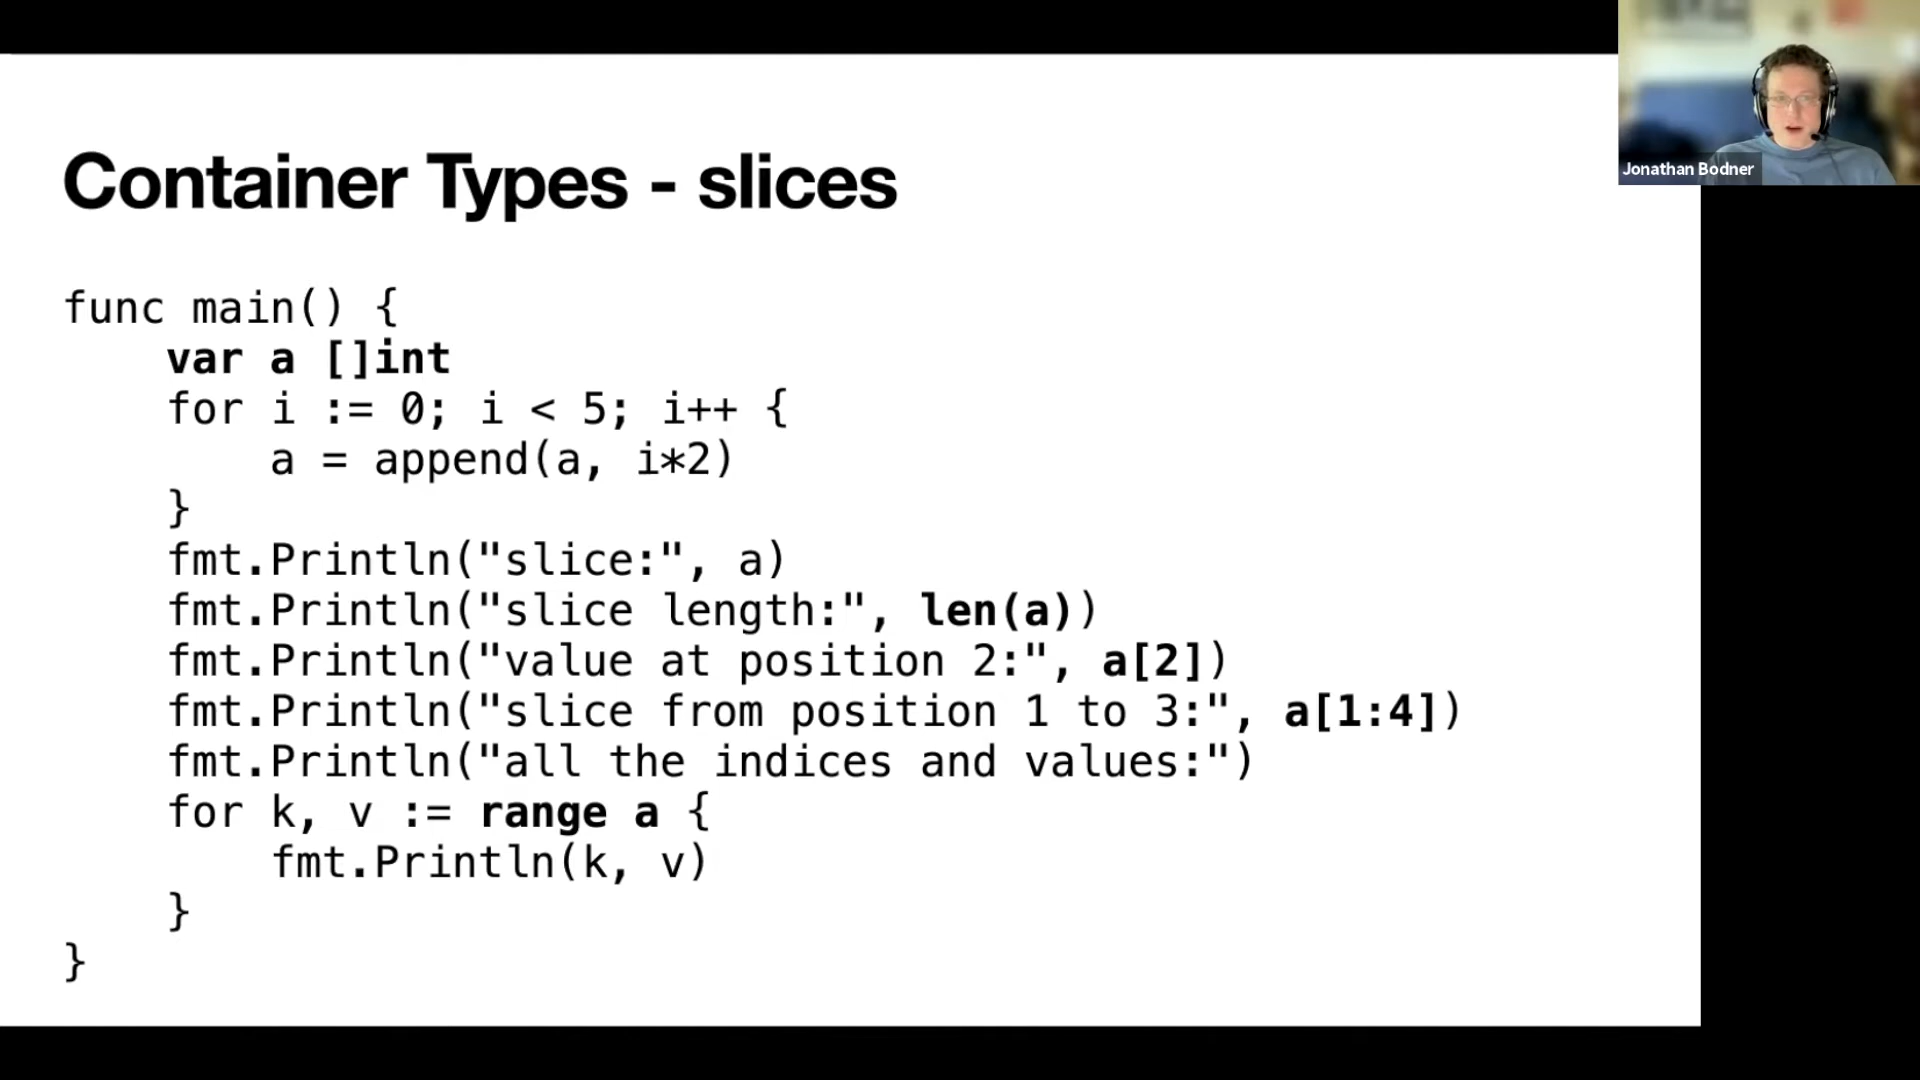 Container Types - slices
func main() {
    var a []int
    for i := 0; i < 5; i++ {
        a = append(a, i*2)
    }
    fmt.Println("slice:", a)
    fmt.Println("slice length:", len(a))
    fmt.Println("value at position 2:", a[2])
    fmt.Println("slice from position 1 to 3:", a[1:4])
    fmt.Println("all the indices and values:")
    for k, v := range a {
        fmt.Println(k, v)
    }
}
Jonathan Bodner